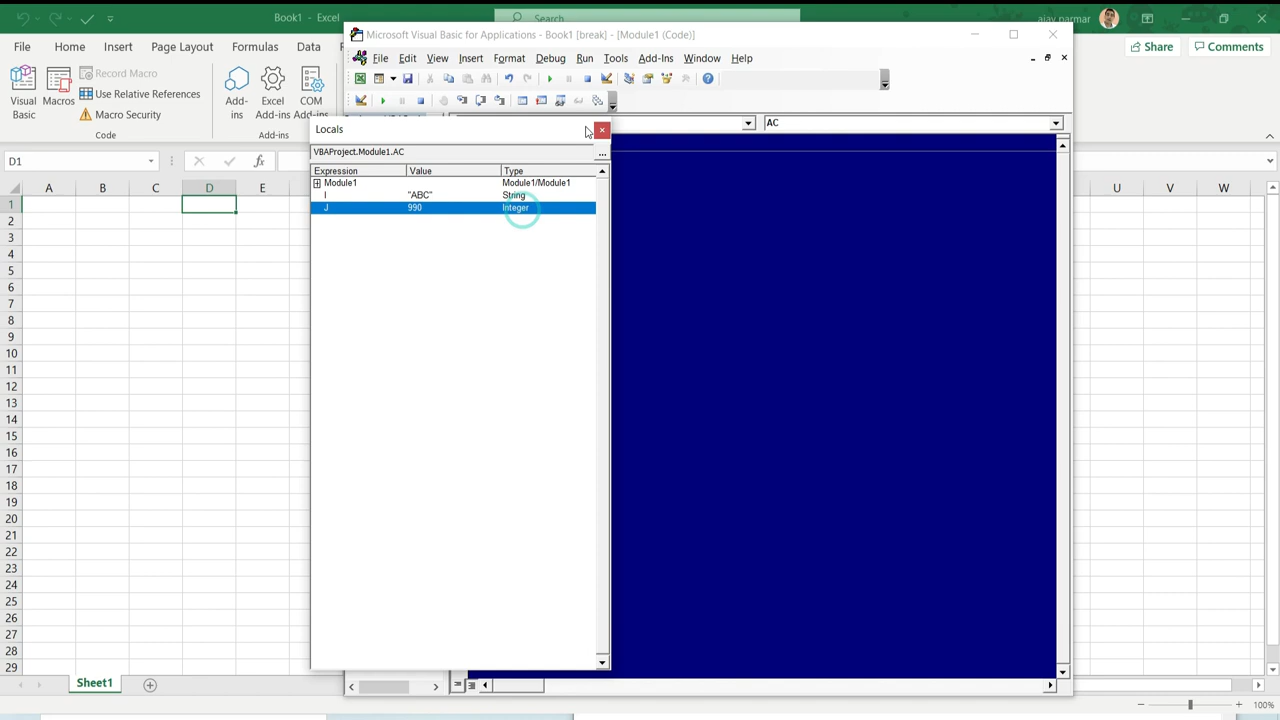 Book1 - Excel
Search
ajay parmar
File Home Insert Page Layout Formulas Data
Share Comments
Visual Basic
Macros
Record Macro
Use Relative References
Macro Security
Code
Add-ins
Excel Add-ins
COM Add-ins
Add-ins
Microsoft Visual Basic for Applications - Book1 [break] - [Module1 (Code)]
File Edit View Insert Format Debug Run Tools Add-Ins Window Help
AC
Locals
VBAProject.Module1.AC
...
Expression Value Type
Module1 Module1/Module1
I "ABC" String
J 990 Integer
D1
A B C D E U V W
1
2
3
4
5
6
7
8
9
10
11
12
13
14
15
16
17
18
19
20
21
22
23
24
25
26
27
28
29
Sheet1
100%